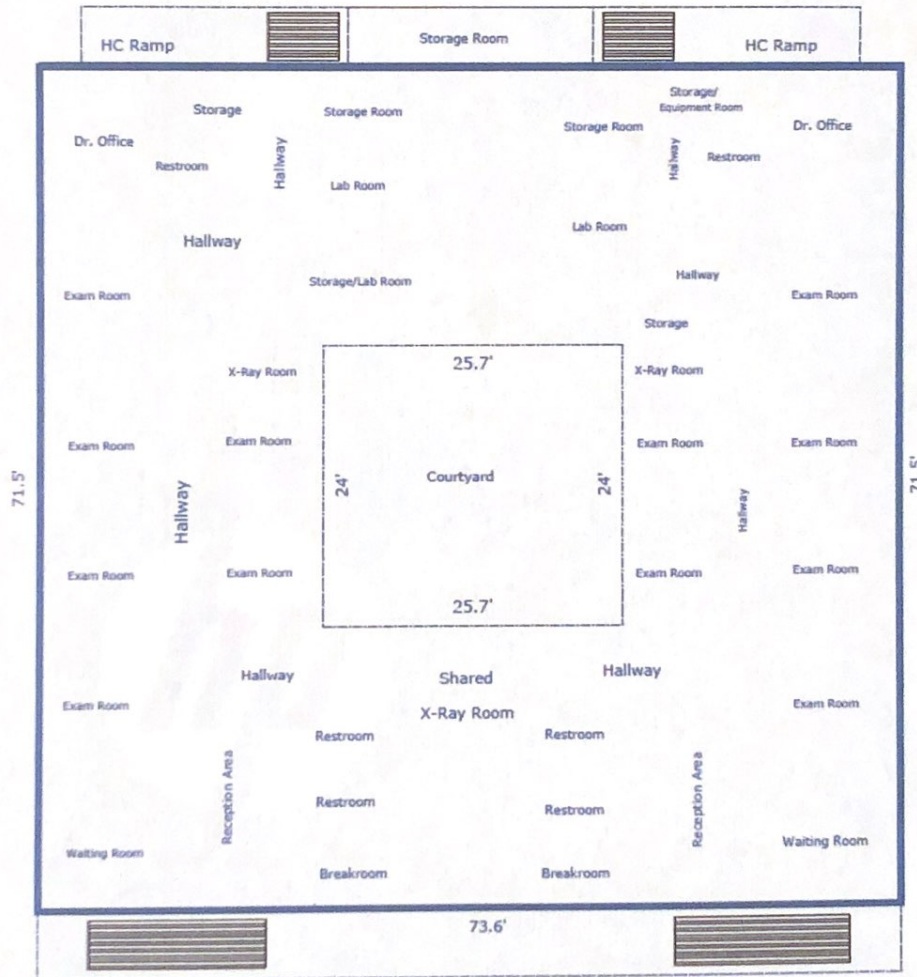 HC Ramp
Storage Room
HC Ramp
Storage
Storage Room
Storage/
Equipment Room
Storage Room
Dr. Office
Dr. Office
Restroom
Hallway
Hallway
Restroom
Lab Room
Lab Room
Hallway
Storage/Lab Room
Hallway
Exam Room
Exam Room
Storage
25.7'
X-Ray Room
X-Ray Room
Exam Room
Exam Room
Exam Room
Exam Room
71.5'
Hallway
24'
Courtyard
24'
Hallway
71.5'
Exam Room
Exam Room
Exam Room
Exam Room
25.7'
Hallway
Shared
X-Ray Room
Hallway
Exam Room
Exam Room
Restroom
Restroom
Reception Area
Reception Area
Restroom
Restroom
Waiting Room
Waiting Room
Breakroom
Breakroom
73.6'